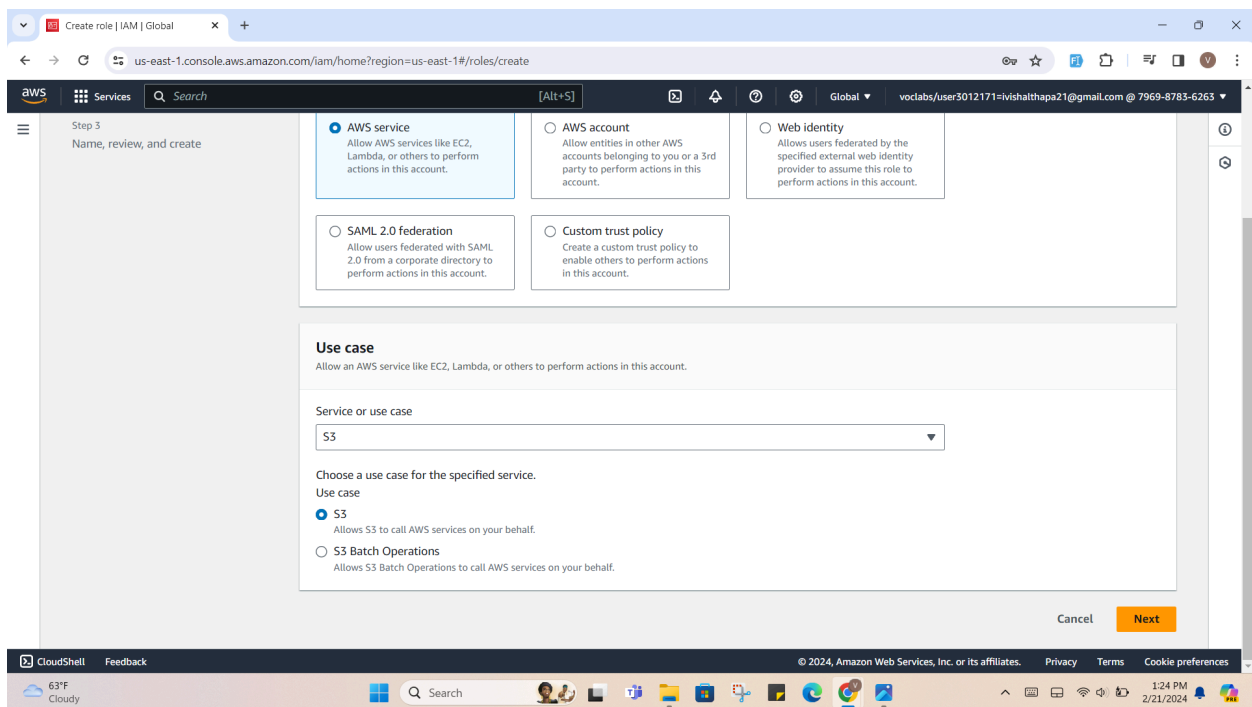 Create role | IAM | Global
us-east-1.console.aws.amazon.com/iam/home?region=us-east-1#/roles/create
V
aws
Services
Search
[Alt+S]
Global
voclabs/user3012171=ivishalthapa21@gmail.com @ 7969-8783-6263
Step 3
Name, review, and create
AWS service
Allow AWS services like EC2,
Lambda, or others to perform
actions in this account.
AWS account
Allow entities in other AWS
accounts belonging to you or a 3rd
party to perform actions in this
account.
Web identity
Allows users federated by the
specified external web identity
provider to assume this role to
perform actions in this account.
SAML 2.0 federation
Allow users federated with SAML
2.0 from a corporate directory to
perform actions in this account.
Custom trust policy
Create a custom trust policy to
enable others to perform actions
in this account.
Use case
Allow an AWS service like EC2, Lambda, or others to perform actions in this account.
Service or use case
S3
Choose a use case for the specified service.
Use case
S3
Allows S3 to call AWS services on your behalf.
S3 Batch Operations
Allows S3 Batch Operations to call AWS services on your behalf.
Cancel
Next
CloudShell
Feedback
© 2024, Amazon Web Services, Inc. or its affiliates.
Privacy
Terms
Cookie preferences
63°F
Cloudy
Search
1:24 PM
2/21/2024
PRE